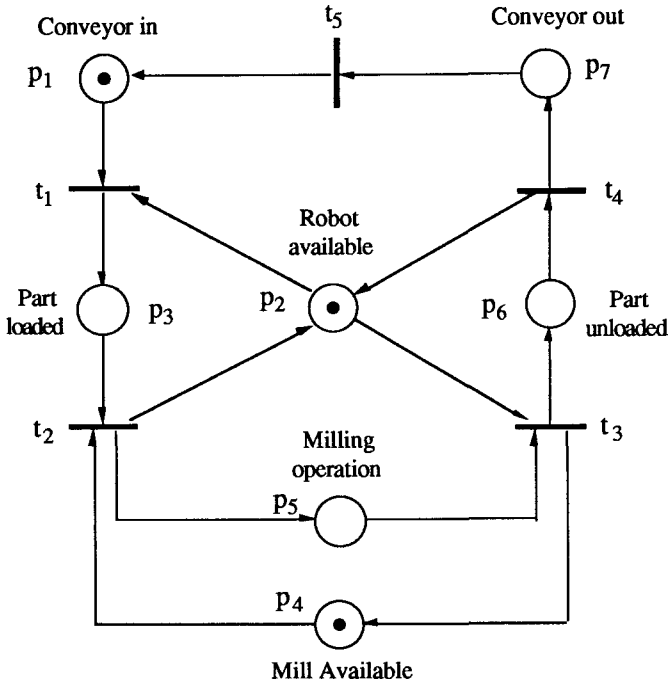 Conveyor in
t5
Conveyor out
p1
p7
t1
t4
Robot
available
Part
loaded
p3
p2
p6
Part
unloaded
t2
t3
Milling
operation
p5
p4
Mill Available